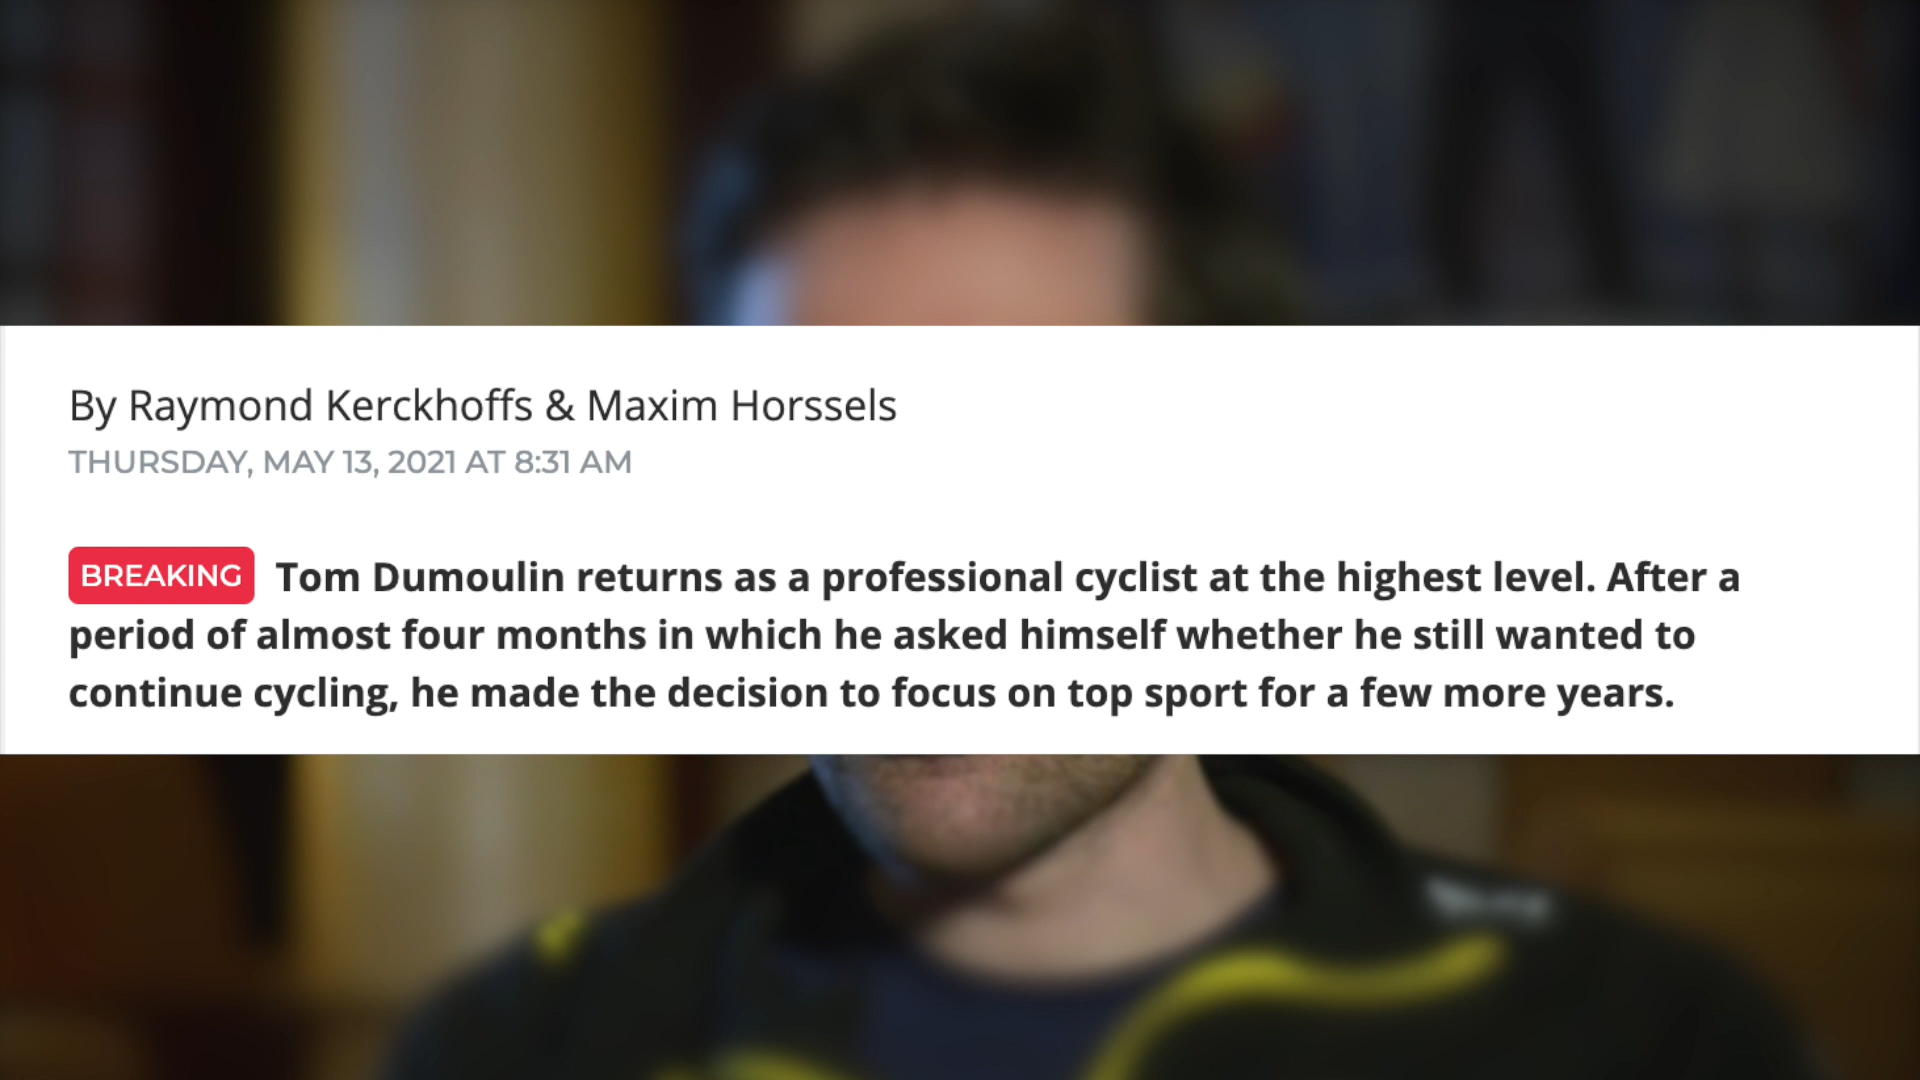 By Raymond Kerckhoffs & Maxim Horssels
THURSDAY, MAY 13, 2021 AT 8:31 AM
BREAKING Tom Dumoulin returns as a professional cyclist at the highest level. After a
period of almost four months in which he asked himself whether he still wanted to
continue cycling, he made the decision to focus on top sport for a few more years.